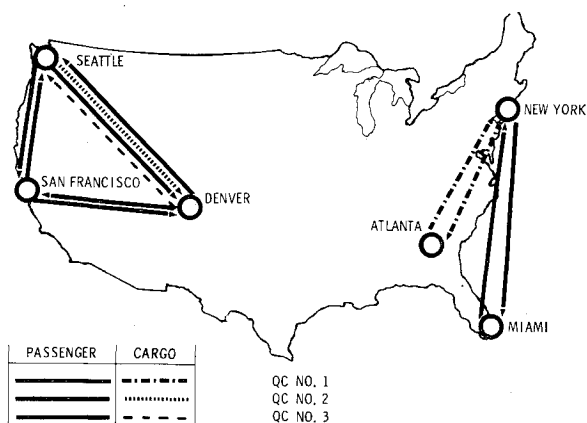 SEATTLE
NEW YORK
SAN FRANCISCO
DENVER
ATLANTA
MIAMI
PASSENGER CARGO
QC NO. 1
QC NO. 2
QC NO. 3